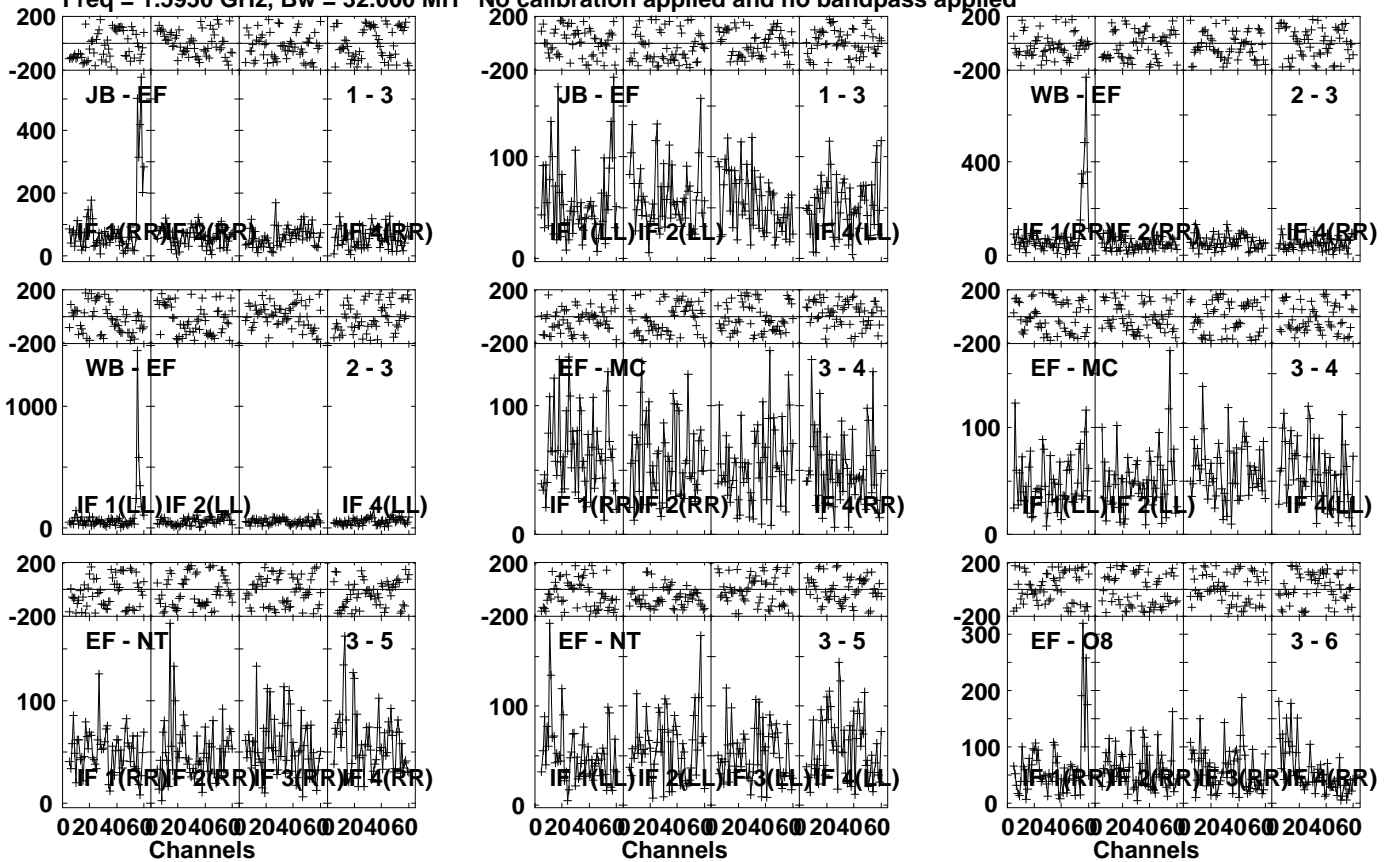 Freq = 1.5950 GHz, Bw = 32.000 MH No calibration applied and no bandpass applied
200
-200
JB - EF 1 - 3
400
200
0
IF 1(RR) IF 2(RR) IF 4(RR)
200
-200
JB - EF 1 - 3
100
0
IF 1(LL) IF 2(LL) IF 4(LL)
200
-200
WB - EF 2 - 3
400
0
IF 1(RR) IF 2(RR) IF 4(RR)
200
-200
WB - EF 2 - 3
1000
0
IF 1(LL) IF 2(LL) IF 4(LL)
200
-200
EF - MC 3 - 4
100
0
IF 1(RR) IF 2(RR) IF 4(RR)
200
-200
EF - MC 3 - 4
100
0
IF 1(LL) IF 2(LL) IF 4(LL)
200
-200
EF - NT 3 - 5
100
0
IF 1(RR) IF 2(RR) IF 3(RR) IF 4(RR)
0 20 40 60 0 20 40 60 0 20 40 60 0 20 40 60
Channels
200
-200
EF - NT 3 - 5
100
0
IF 1(LL) IF 2(LL) IF 3(LL) IF 4(LL)
0 20 40 60 0 20 40 60 0 20 40 60 0 20 40 60
Channels
200
-200
EF - O8 3 - 6
300
200
100
0
IF 1(RR) IF 2(RR) IF 3(RR) IF 4(RR)
0 20 40 60 0 20 40 60 0 20 40 60 0 20 40 60
Channels